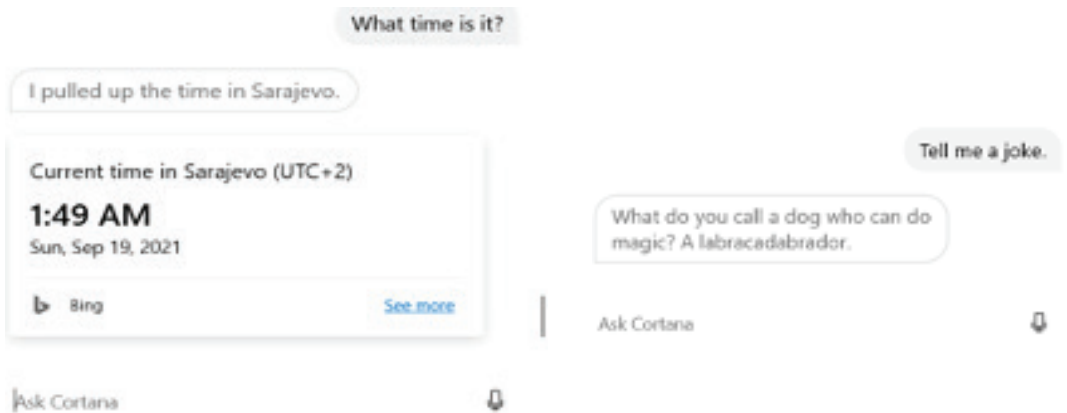 What time is it?
I pulled up the time in Sarajevo.
Current time in Sarajevo (UTC+2)
1:49 AM
Sun, Sep 19, 2021
Bing
See more
Ask Cortana
Tell me a joke.
What do you call a dog who can do
magic? A labracadabrador.
Ask Cortana